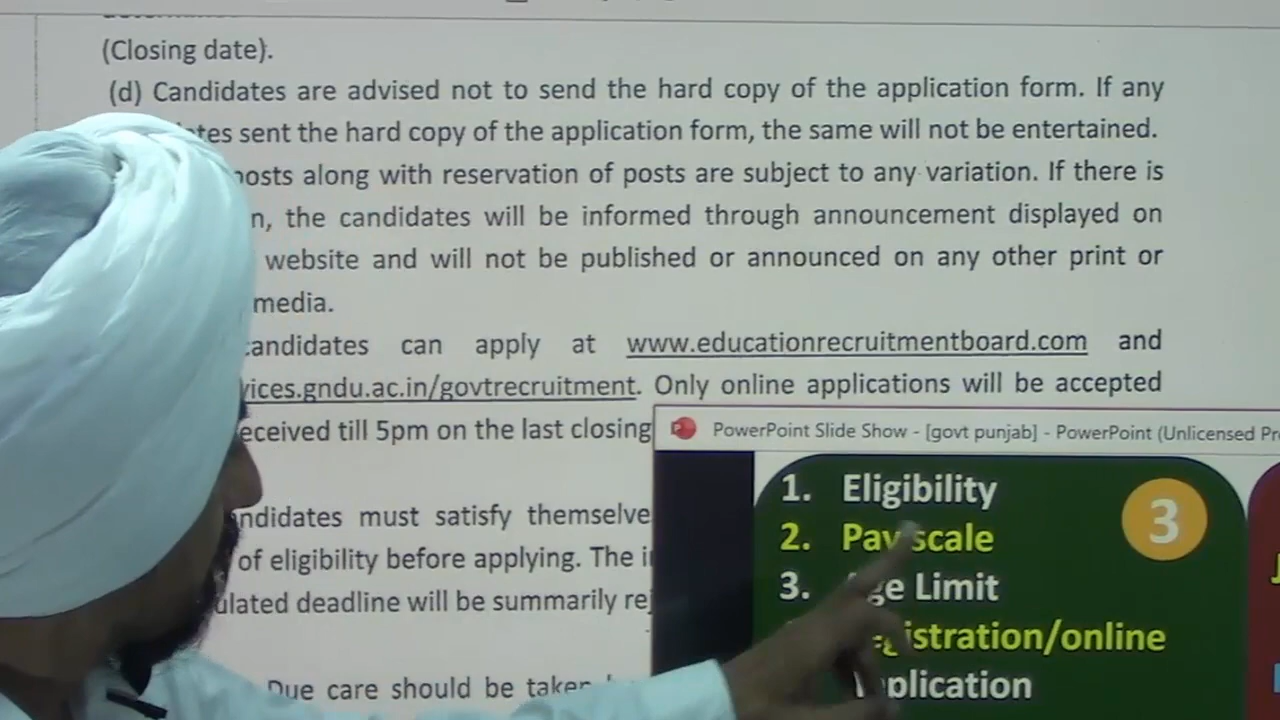 (Closing date).
(d) Candidates are advised not to send the hard copy of the application form. If any
sent the hard copy of the application form, the same will not be entertained.
along with reservation of posts are subject to any variation. If there is
the candidates will be informed through announcement displayed on
website and will not be published or announced on any other print or
media.
candidates can apply at www.educationrecruitmentboard.com and
vices.gndu.ac.in/govtrecruitment. Only online applications will be accepted
eceived till 5pm on the last closing
ndidates must satisfy themselve
of eligibility before applying. The
ulated deadline will be summarily
Due care should be taken
PowerPoint Slide Show - [govt punjab] - PowerPoint (Unlicensed Pr
1. Eligibility
2. Pay scale
3. Age Limit
gistration/online
plication
3